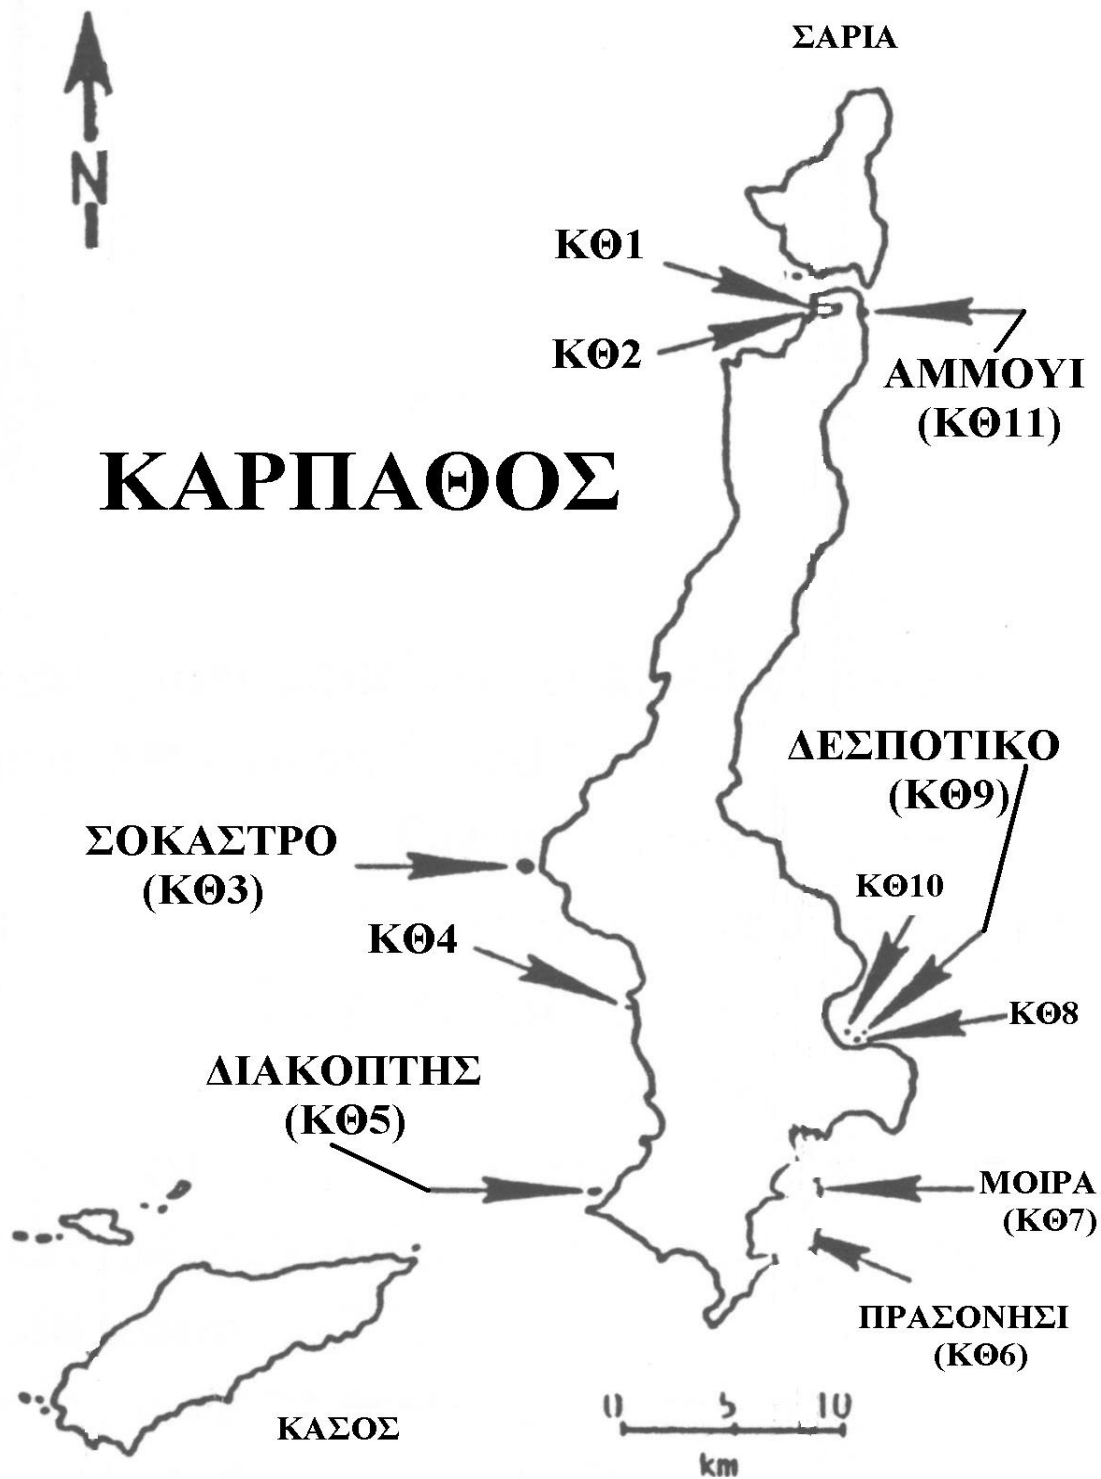 ΣΑΡΙΑ
N
ΚΘ1
ΚΘ2
ΑΜΜΟΥΙ
(ΚΘ11)
ΚΑΡΠΑΘΟΣ
ΔΕΣΠΟΤΙΚΟ
(ΚΘ9)
ΣΟΚΑΣΤΡΟ
(ΚΘ3)
ΚΘ10
ΚΘ4
ΚΘ8
ΔΙΑΚΟΠΤΗΣ
(ΚΘ5)
ΜΟΙΡΑ
(ΚΘ7)
ΠΡΑΣΟΝΗΣΙ
(ΚΘ6)
ΚΑΣΟΣ
0 5 10
km